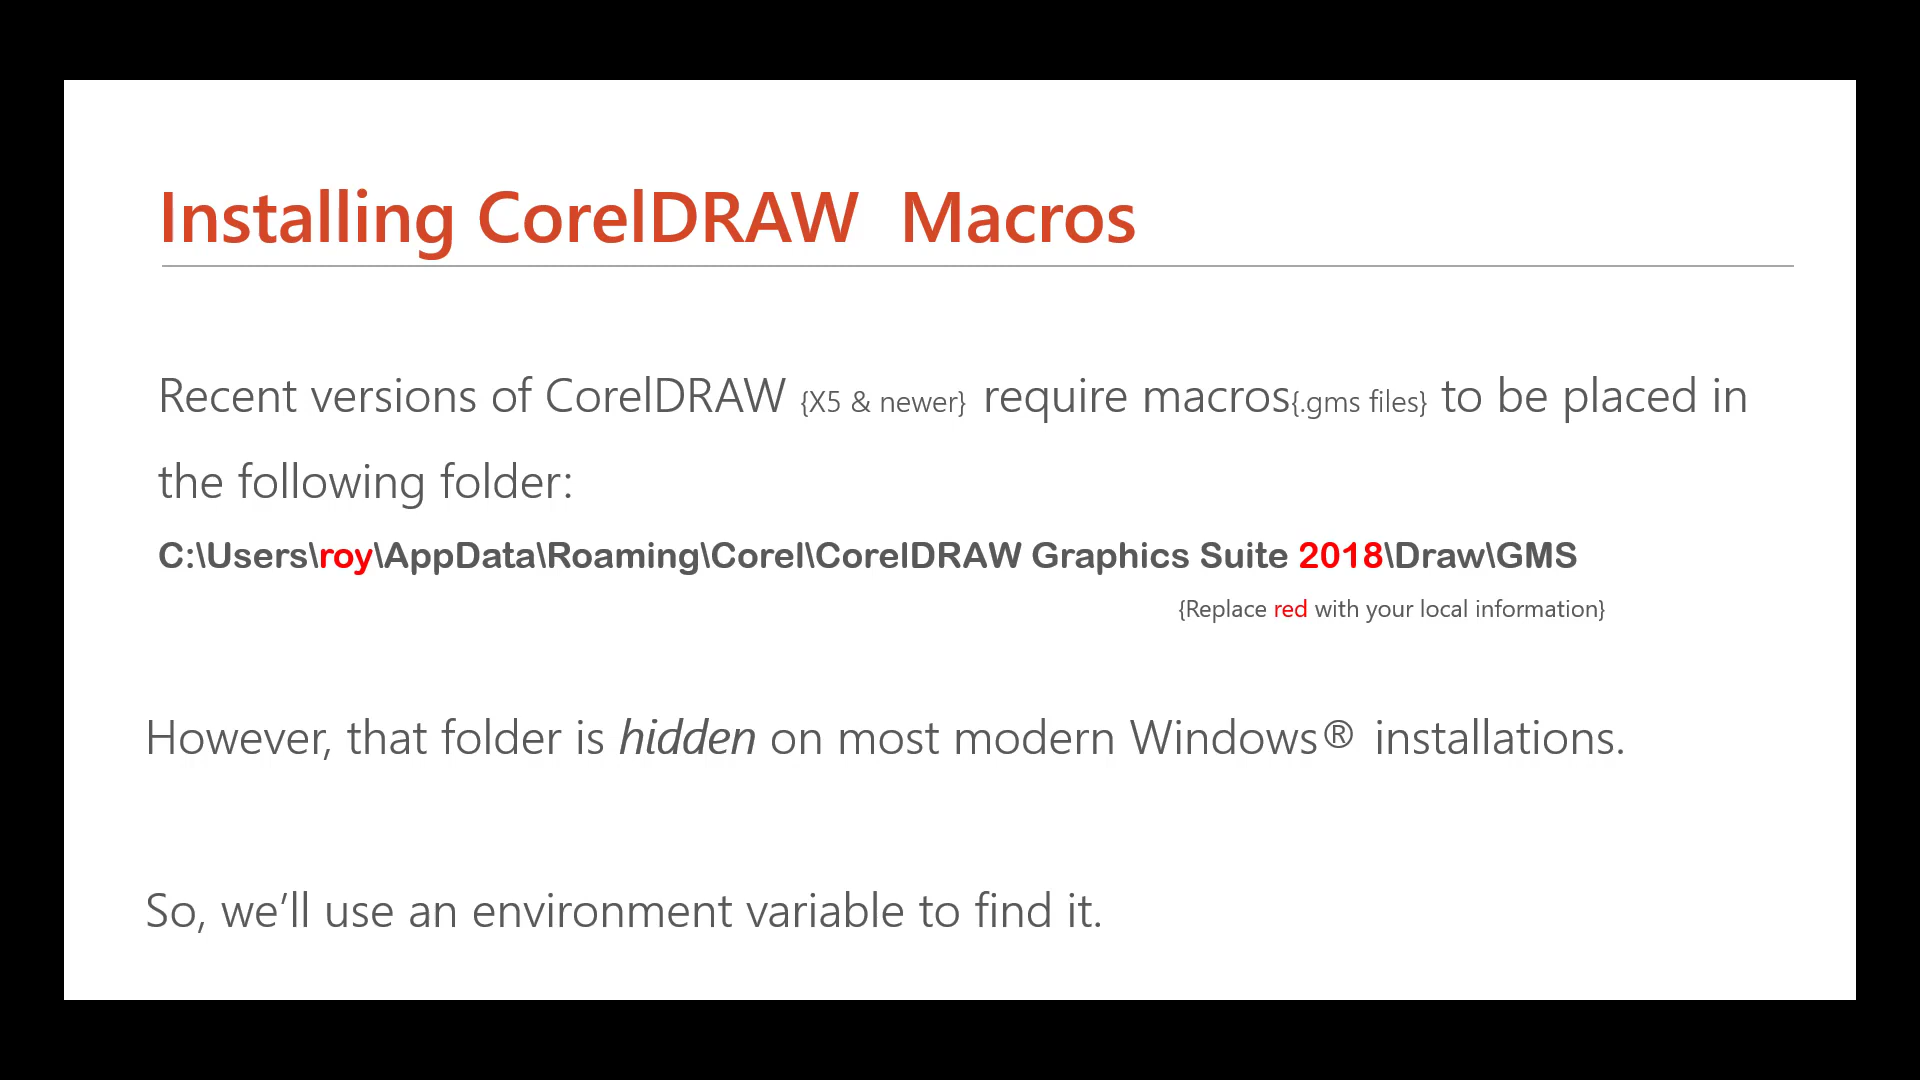 Installing CorelDRAW  Macros
Recent versions of CorelDRAW {X5 & newer} require macros{.gms files} to be placed in
the following folder:
C:\Users\roy\AppData\Roaming\Corel\CorelDRAW Graphics Suite 2018\Draw\GMS
{Replace red with your local information}
However, that folder is hidden on most modern Windows® installations.
So, we’ll use an environment variable to find it.